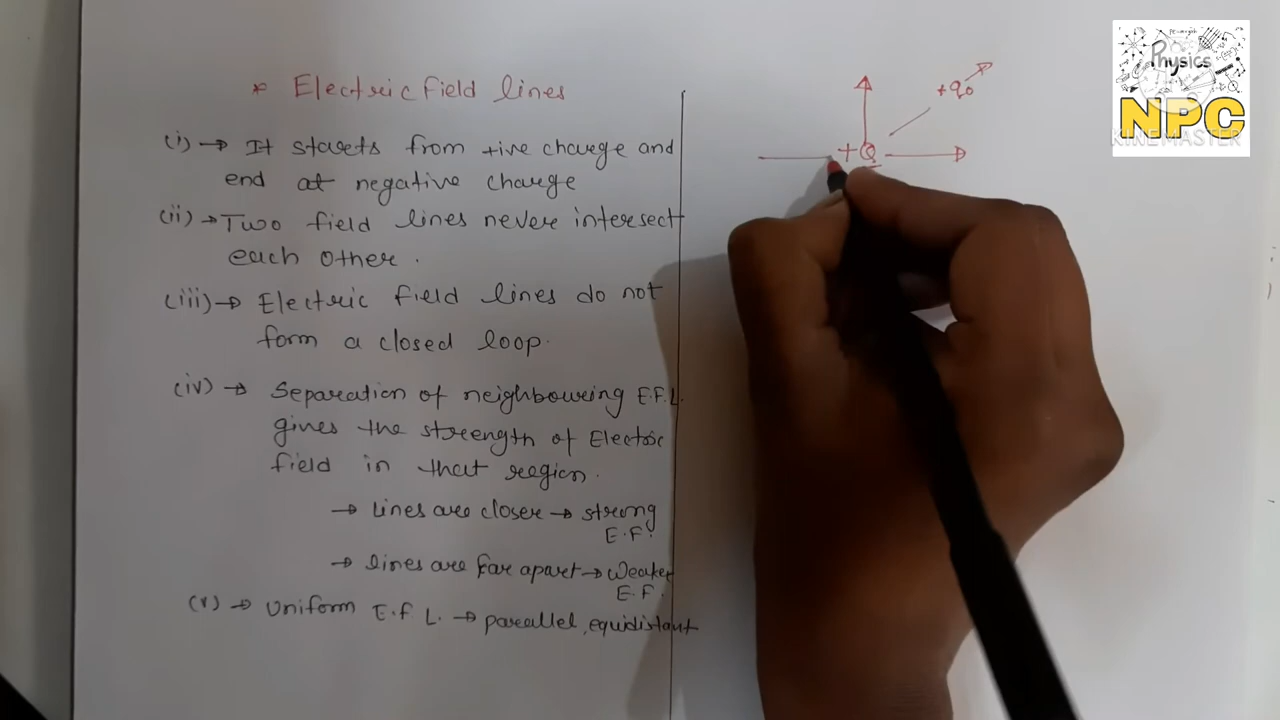 * Electric field lines
(i) → It starts from +ive charge and
end at negative charge
(ii) → Two field lines never intersect
each other.
(iii) → Electric field lines do not
form a closed loop.
(iv) → Separation of neighbouring E.F.L.
gives the strength of Electric
field in that region.
→ lines are closer → strong
E.F.
→ lines are far apart → Weaker
E.F.
(v) → Uniform E.F.L. → parallel, equidistant
+q₀
+Q
Physics
NPC
KINEMASTER